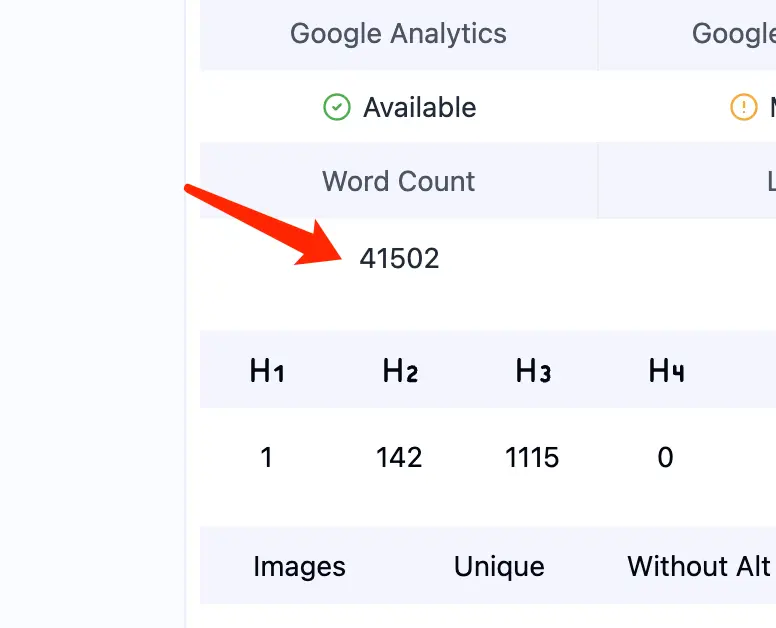 Google Analytics Google
Available
Word Count L
41502
H1 H2 H3 H4
1 142 1115 0
Images Unique Without Alt